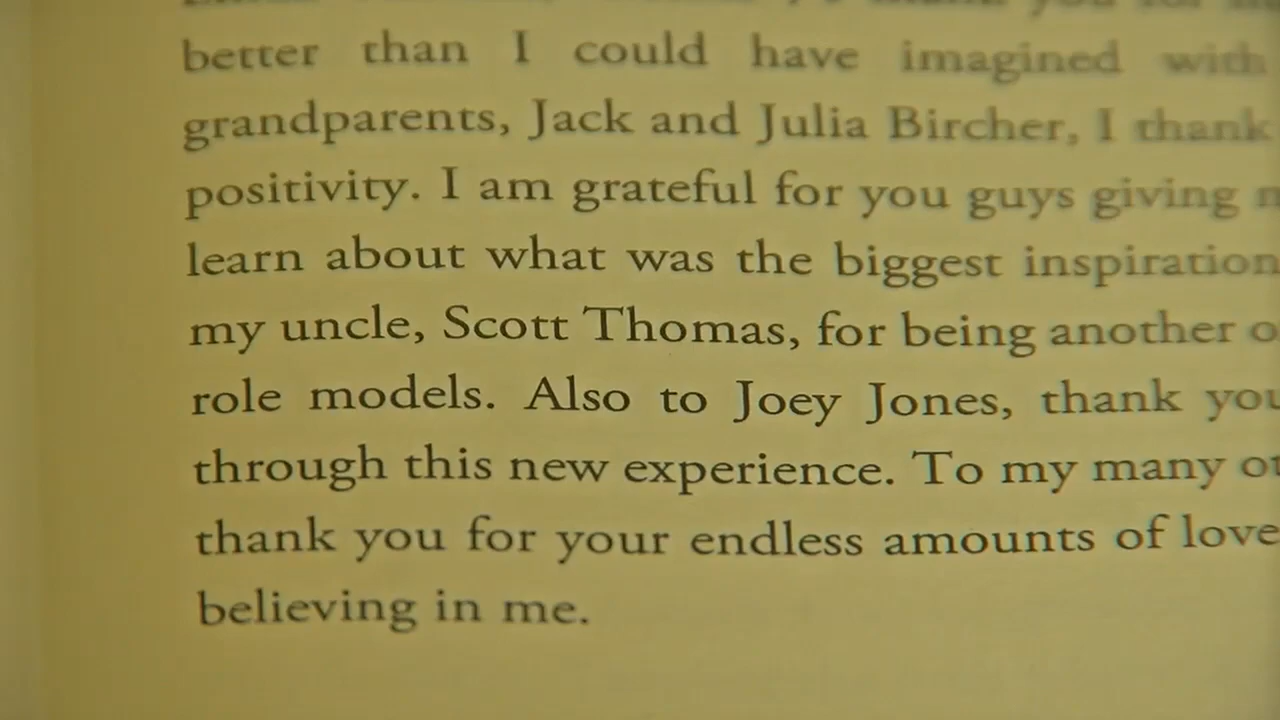 better than I could have imagined with
grandparents, Jack and Julia Bircher, I thank
positivity. I am grateful for you guys giving
learn about what was the biggest inspiration
my uncle, Scott Thomas, for being another
role models. Also to Joey Jones, thank you
through this new experience. To my many
thank you for your endless amounts of love
believing in me.